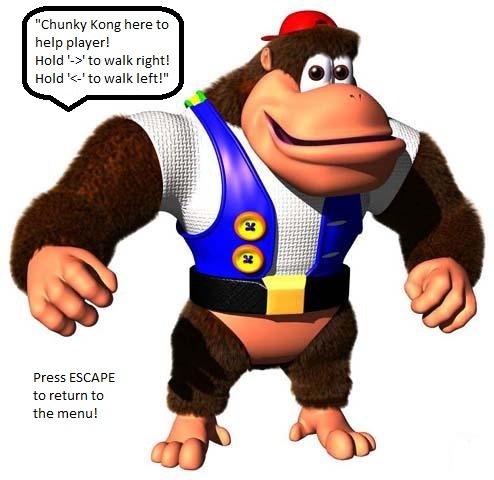 "Chunky Kong here to
help player!
Hold '->' to walk right!
Hold '<-' to walk left!"
Press ESCAPE
to return to
the menu!